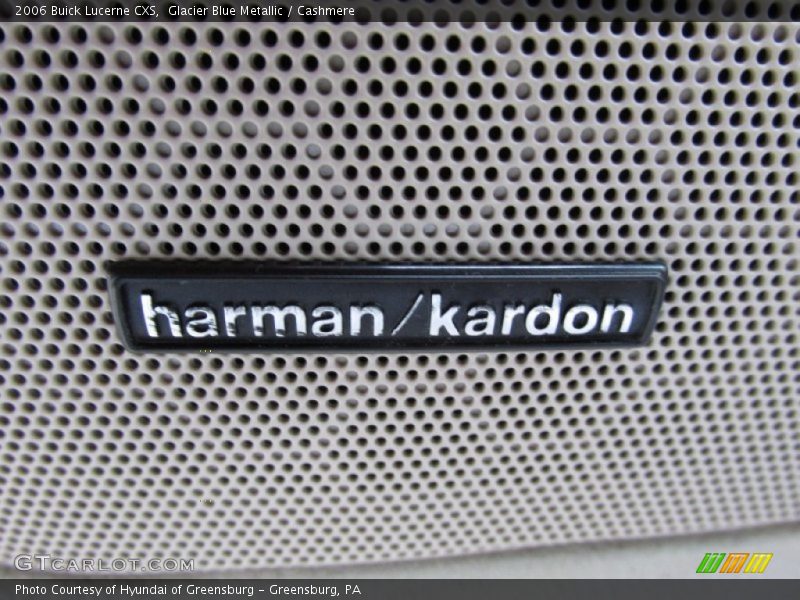 2006 Buick Lucerne CXS,  Glacier Blue Metallic / Cashmere
harman/kardon
GTcarlot.com
Photo Courtesy of Hyundai of Greensburg - Greensburg, PA